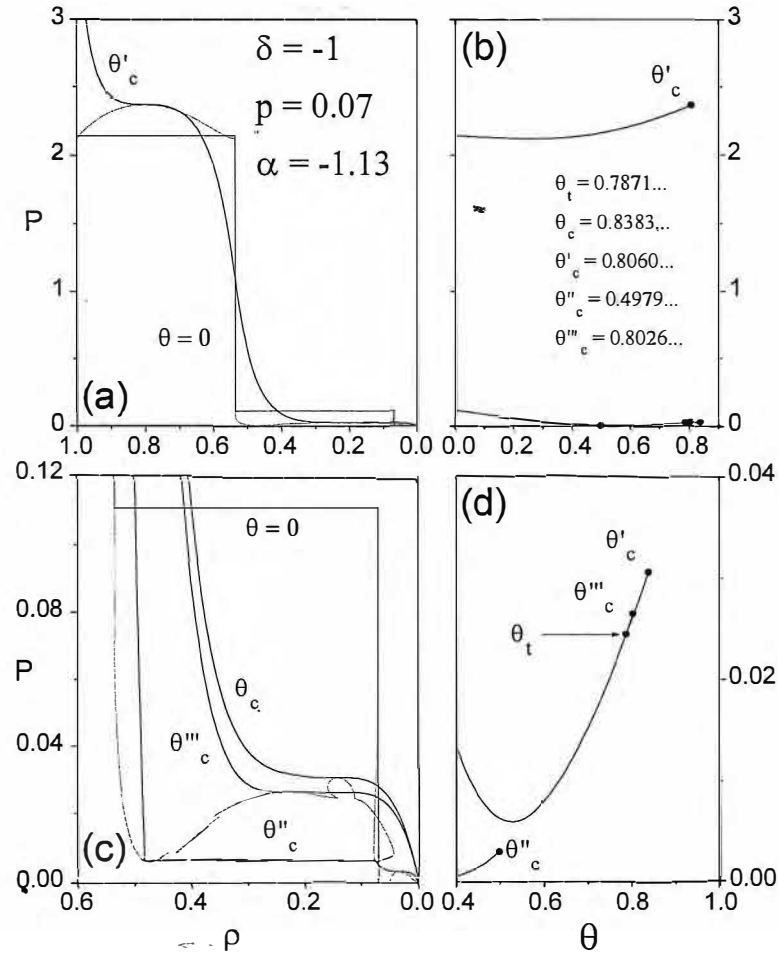 (a)
3
2
1
0
P
θ'c
δ = -1
p = 0.07
α = -1.13
θ = 0
1.0 0.8 0.6 0.4 0.2 0.0
(b)
θ'c
θt = 0.7871...
θc = 0.8383...
θ'c = 0.8060...
θ''c = 0.4979...
θ'''c = 0.8026...
3
2
1
0
0.0 0.2 0.4 0.6 0.8
(c)
0.12
0.08
0.04
0.00
P
θ = 0
θc
θ'''c
θ''c
0.6 0.4 0.2 0.0
ρ
(d)
θ'c
θ'''c
θt
θ''c
0.04
0.02
0.00
0.4 0.6 0.8 1.0
θ